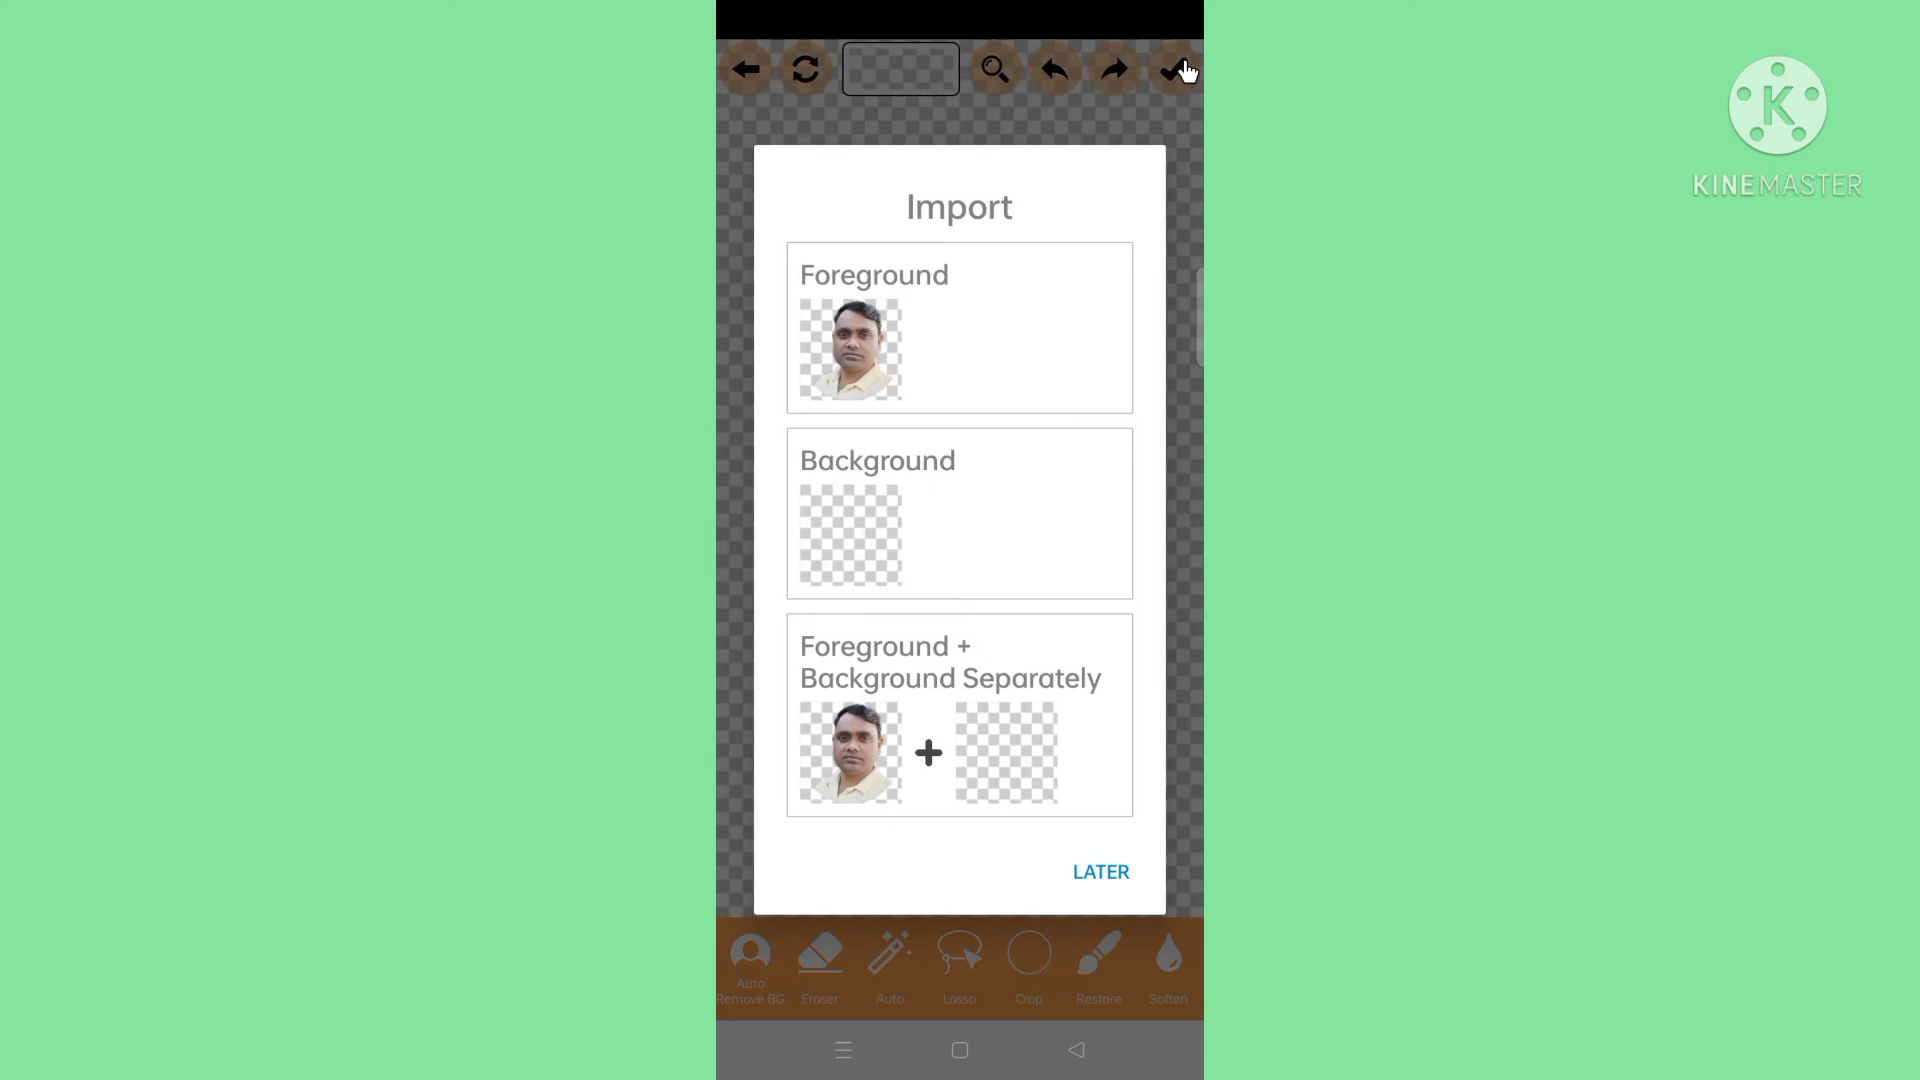 KINEMASTER
Import
Foreground
Background
Foreground +
Background Separately
LATER
Auto
Remove BG
Eraser
Auto
Lasso
Crop
Restore
Soften